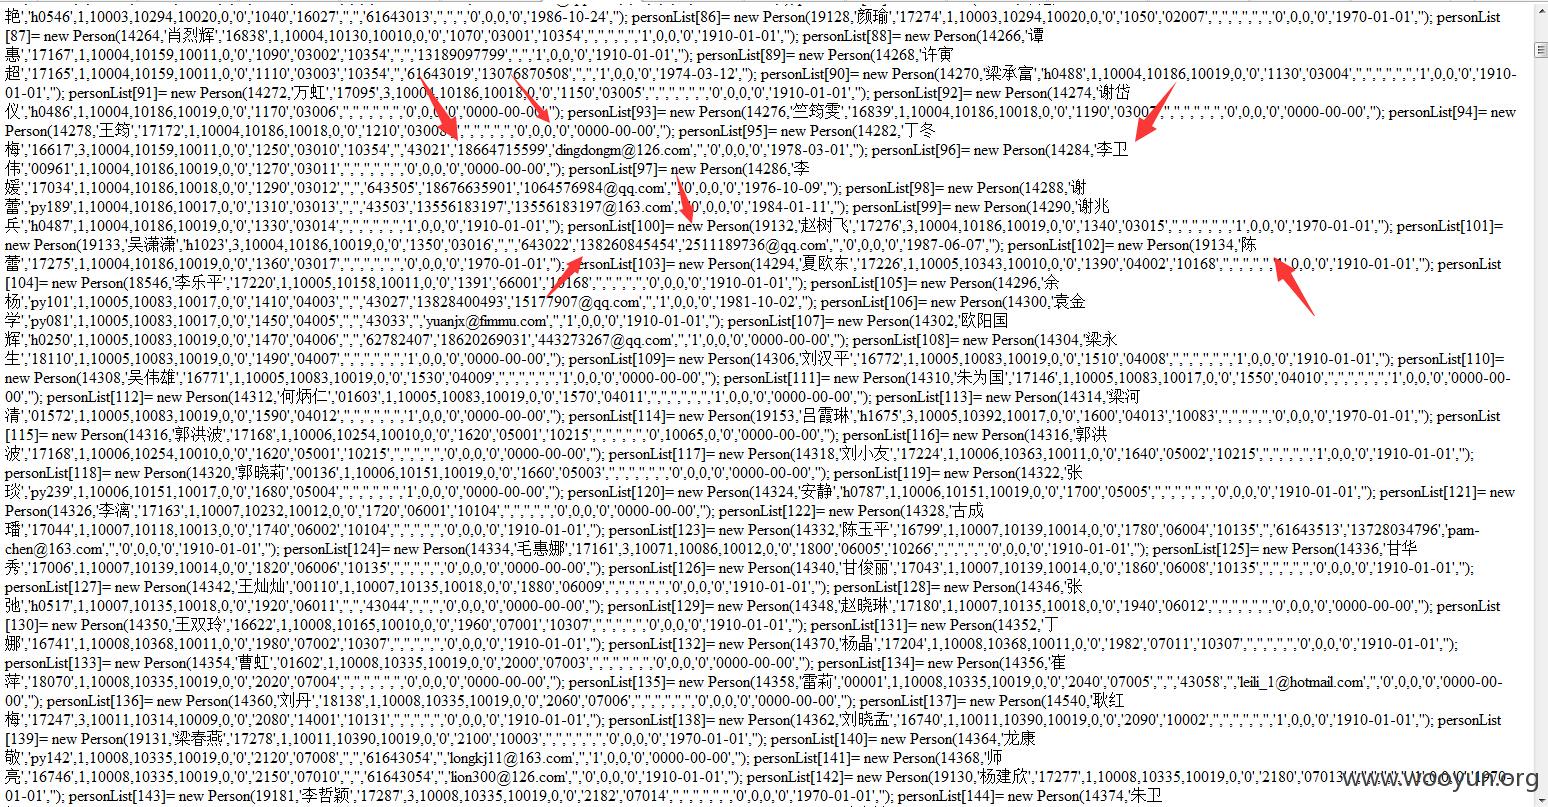 艳','h0546',1,10003,10294,10020,0,'0','1040','16027','','','61643013','','','','0',0,0,'0','1986-10-24',''); personList[86]= new Person(19128,'颜瑜','17274',1,10003,10294,10020,0,'0','1050','02007','','','','','','','0',0,0,'0','1970-01-01',''); personList
[87]= new Person(14264,'肖烈辉','16838',1,10004,10130,10010,0,'0','1070','03001','10354','','','','','','1',0,0,'0','1910-01-01',''); personList[88]= new Person(14266,'谭
惠','17167',1,10004,10159,10011,0,'0','1090','03002','10354','','','13189097799','','','1',0,0,'0','1910-01-01',''); personList[89]= new Person(14268,'许寅
超','17165',1,10004,10159,10011,0,'0','1110','03003','10354','','61643019','13076870508','','','1',0,0,'0','1974-03-12',''); personList[90]= new Person(14270,'梁承富','h0488',1,10004,10186,10019,0,'0','1130','03004','','','','','','','1',0,0,'0','1910-
01-01',''); personList[91]= new Person(14272,'万虹','17095',3,10004,10186,10018,0,'0','1150','03005','','','','','','','0',0,0,'0','1910-01-01',''); personList[92]= new Person(14274,'谢岱
仪','h0486',1,10004,10186,10019,0,'0','1170','03006','','','','','','','0',0,0,'0','0000-00-00',''); personList[93]= new Person(14276,'竺筠雯','16839',1,10004,10186,10018,0,'0','1190','03007','','','','','','','0',0,0,'0','0000-00-00',''); personList[94]= new
Person(14278,'王筠','17172',1,10004,10186,10018,0,'0','1210','03008','','','','','','','0',0,0,'0','0000-00-00',''); personList[95]= new Person(14282,'丁冬
梅','16617',3,10004,10159,10011,0,'0','1250','03010','10354','','43021','18664715599','dingdongm@126.com','','0',0,0,'0','1978-03-01',''); personList[96]= new Person(14284,'李卫
伟','00961',1,10004,10186,10019,0,'0','1270','03011','','','','','','','0',0,0,'0','1910-01-01',''); personList[97]= new Person(14286,'李
媛','17034',1,10004,10186,10018,0,'0','1290','03012','','','643505','18676635901','1064576984@qq.com','','0',0,0,'0','1976-10-09',''); personList[98]= new Person(14288,'谢
蕾','py189',1,10004,10186,10017,0,'0','1310','03013','','','43503','13556183197','13556183197@163.com','','0',0,0,'0','1984-01-11',''); personList[99]= new Person(14290,'谢兆
兵','h0487',1,10004,10186,10019,0,'0','1330','03014','','','','','','','1',0,0,'0','1910-01-01',''); personList[100]= new Person(19132,'赵树飞','17276',3,10004,10186,10019,0,'0','1340','03015','','','','','','','1',0,0,'0','1970-01-01',''); personList[101]=
new Person(19133,'吴潇潇','h1023',3,10004,10186,10019,0,'0','1350','03016','','','643022','138260845454','2511189736@qq.com','','0',0,0,'0','1987-06-07',''); personList[102]= new Person(19134,'陈
蕾','17275',1,10004,10186,10019,0,'0','1360','03017','','','','','','','0',0,0,'0','1970-01-01',''); personList[103]= new Person(14294,'夏欧东','17226',1,10005,10343,10010,0,'0','1390','04002','10168','','','','','','1',0,0,'0','1910-01-01',''); personList
[104]= new Person(18546,'李乐平','17220',1,10005,10158,10011,0,'0','1391','66001','10168','','','','','','0',0,0,'0','1910-01-01',''); personList[105]= new Person(14296,'余
杨','py101',1,10005,10083,10017,0,'0','1410','04003','','','43027','13828400493','15177907@qq.com','','1',0,0,'0','1981-10-02',''); personList[106]= new Person(14300,'袁金
学','py081',1,10005,10083,10017,0,'0','1450','04005','','','43033','','yuanjx@fimmu.com','','1',0,0,'0','1910-01-01',''); personList[107]= new Person(14302,'欧阳国
辉','h0250',1,10005,10083,10019,0,'0','1470','04006','','','62782407','18620269031','443273267@qq.com','','1',0,0,'0','0000-00-00',''); personList[108]= new Person(14304,'梁永
生','18110',1,10005,10083,10019,0,'0','1490','04007','','','','','','','1',0,0,'0','0000-00-00',''); personList[109]= new Person(14306,'刘汉平','16772',1,10005,10083,10019,0,'0','1510','04008','','','','','','','1',0,0,'0','1910-01-01',''); personList[110]=
new Person(14308,'吴伟雄','16771',1,10005,10083,10019,0,'0','1530','04009','','','','','','','1',0,0,'0','0000-00-00',''); personList[111]= new Person(14310,'朱为国','17146',1,10005,10083,10017,0,'0','1550','04010','','','','','','','1',0,0,'0','0000-00-
00',''); personList[112]= new Person(14312,'何炳仁','01603',1,10005,10083,10019,0,'0','1570','04011','','','','','','','1',0,0,'0','0000-00-00',''); personList[113]= new Person(14314,'梁河
清','01572',1,10005,10083,10019,0,'0','1590','04012','','','','','','','1',0,0,'0','0000-00-00',''); personList[114]= new Person(19153,'吕霞琳','h1675',3,10005,10392,10017,0,'0','1600','04013','10083','','','','','','0',0,0,'0','1970-01-01',''); personList
[115]= new Person(14316,'郭洪波','17168',1,10006,10254,10010,0,'0','1620','05001','10215','','','','','','0',10065,0,'0','0000-00-00',''); personList[116]= new Person(14316,'郭洪
波','17168',1,10006,10254,10010,0,'0','1620','05001','10215','','','','','','0',0,0,'0','0000-00-00',''); personList[117]= new Person(14318,'刘小友','17224',1,10006,10363,10011,0,'0','1640','05002','10215','','','','','','1',0,0,'0','1910-01-01','');
personList[118]= new Person(14320,'郭晓莉','00136',1,10006,10151,10019,0,'0','1660','05003','','','','','','','0',0,0,'0','0000-00-00',''); personList[119]= new Person(14322,'张
琰','py239',1,10006,10151,10017,0,'0','1680','05004','','','','','','','1',0,0,'0','0000-00-00',''); personList[120]= new Person(14324,'安静','h0787',1,10006,10151,10019,0,'0','1700','05005','','','','','','','0',0,0,'0','1910-01-01',''); personList[121]= new
Person(14326,'李漓','17163',1,10007,10232,10012,0,'0','1720','06001','10104','','','','','','0',0,0,'0','0000-00-00',''); personList[122]= new Person(14328,'古成
璠','17044',1,10007,10118,10013,0,'0','1740','06002','10104','','','','','','0',0,0,'0','1910-01-01',''); personList[123]= new Person(14332,'陈玉平','16799',1,10007,10139,10014,0,'0','1780','06004','10135','','61643513','13728034796','pam-
chen@163.com','','0',0,0,'0','1910-01-01',''); personList[124]= new Person(14334,'毛惠娜','17161',3,10071,10086,10012,0,'0','1800','06005','10266','','','','','','0',0,0,'0','1910-01-01',''); personList[125]= new Person(14336,'甘华
秀','17006',1,10007,10139,10014,0,'0','1820','06006','10135','','','','','','0',0,0,'0','0000-00-00',''); personList[126]= new Person(14340,'甘俊丽','17043',1,10007,10139,10014,0,'0','1860','06008','10135','','','','','','0',0,0,'0','1910-01-01','');
personList[127]= new Person(14342,'王灿灿','00110',1,10007,10135,10018,0,'0','1880','06009','','','','','','','0',0,0,'0','1910-01-01',''); personList[128]= new Person(14346,'张
弛','h0517',1,10007,10135,10018,0,'0','1920','06011','','','43044','','','','0',0,0,'0','0000-00-00',''); personList[129]= new Person(14348,'赵晓琳','17180',1,10007,10135,10018,0,'0','1940','06012','','','','','','','0',0,0,'0','0000-00-00',''); personList
[130]= new Person(14350,'王双玲','16622',1,10008,10165,10010,0,'0','1960','07001','10307','','','','','','0',0,0,'0','1910-01-01',''); personList[131]= new Person(14352,'丁
娜','16741',1,10008,10368,10011,0,'0','1980','07002','10307','','','','','','0',0,0,'0','1910-01-01',''); personList[132]= new Person(14370,'杨晶','17204',1,10008,10368,10011,0,'0','1982','07011','10307','','','','','','0',0,0,'0','1910-01-01','');
personList[133]= new Person(14354,'曹虹','01602',1,10008,10335,10019,0,'0','2000','07003','','','','','','','0',0,0,'0','0000-00-00',''); personList[134]= new Person(14356,'崔
萍','18070',1,10008,10335,10019,0,'0','2020','07004','','','','','','','0',0,0,'0','0000-00-00',''); personList[135]= new Person(14358,'雷莉','00001',1,10008,10335,10019,0,'0','2040','07005','','','43058','','leili_1@hotmail.com','','0',0,0,'0','0000-00-
00',''); personList[136]= new Person(14360,'刘丹','18138',1,10008,10335,10019,0,'0','2060','07006','','','','','','','0',0,0,'0','0000-00-00',''); personList[137]= new Person(14540,'耿红
梅','17247',3,10011,10314,10009,0,'0','2080','14001','10131','','','','','','0',0,0,'0','1910-01-01',''); personList[138]= new Person(14362,'刘晓孟','16740',1,10011,10390,10019,0,'0','2090','10002','','','','','','','1',0,0,'0','1910-01-01',''); personList
[139]= new Person(19131,'梁春燕','17278',1,10011,10390,10019,0,'0','2100','10003','','','','','','','0',0,0,'0','1970-01-01',''); personList[140]= new Person(14364,'龙康
敬','py142',1,10008,10335,10019,0,'0','2120','07008','','','61643054','','longkj11@163.com','','1',0,0,'0','0000-00-00',''); personList[141]= new Person(14368,'师
亮','16746',1,10008,10335,10019,0,'0','2150','07010','','','61643054','','lion300@126.com','','0',0,0,'0','1910-01-01',''); personList[142]= new Person(19130,'杨建欣','17277',1,10008,10335,10019,0,'0','2180','07013
01-01',''); personList[143]= new Person(19181,'李哲颖','17287',3,10008,10335,10019,0,'0','2182','07014','','','','','','','0',0,0,'0','1970-01-01',''); personList[144]= new Person(14374,'朱卫
www.wooyun.org